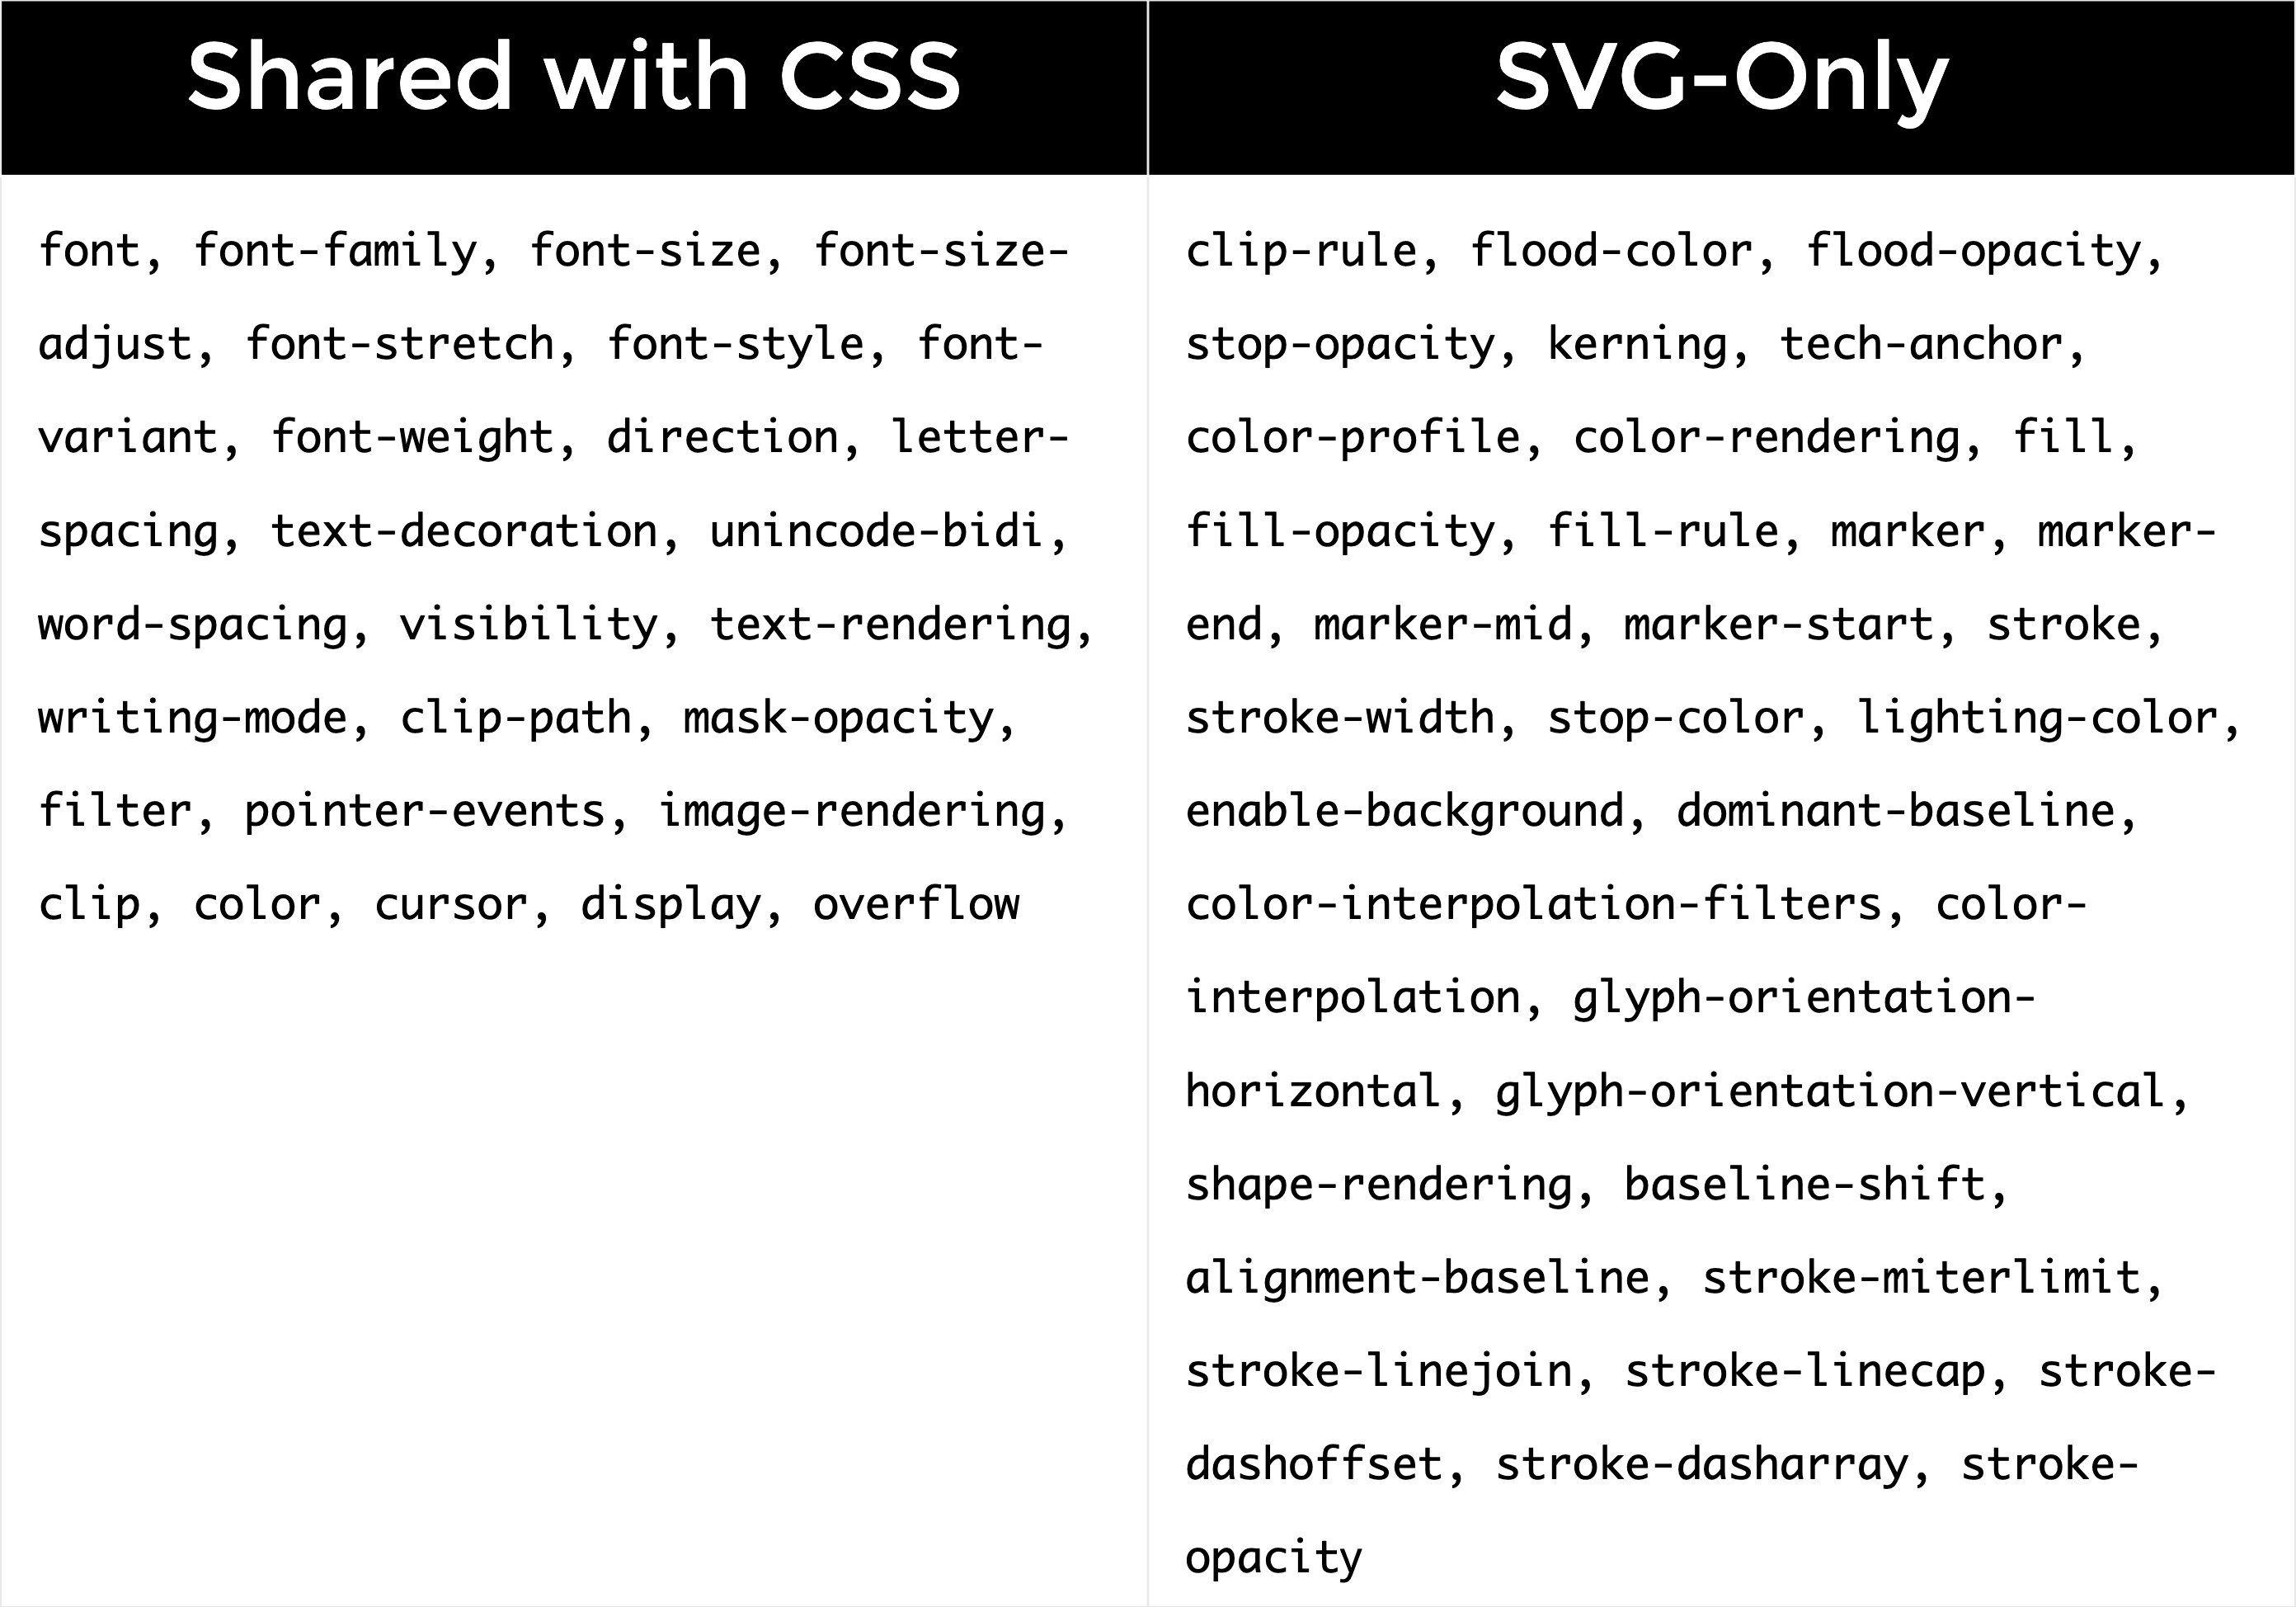 Shared with CSS
font, font-family, font-size, font-size-
adjust, font-stretch, font-style, font-
variant, font-weight, direction, letter-
spacing, text-decoration, unincode-bidi,
word-spacing, visibility, text-rendering,
writing-mode, clip-path, mask-opacity,
filter, pointer-events, image-rendering,
clip, color, cursor, display, overflow
SVG-Only
clip-rule, flood-color, flood-opacity,
stop-opacity, kerning, tech-anchor,
color-profile, color-rendering, fill,
fill-opacity, fill-rule, marker, marker-
end, marker-mid, marker-start, stroke,
stroke-width, stop-color, lighting-color,
enable-background, dominant-baseline,
color-interpolation-filters, color-
interpolation, glyph-orientation-
horizontal, glyph-orientation-vertical,
shape-rendering, baseline-shift,
alignment-baseline, stroke-miterlimit,
stroke-linejoin, stroke-linecap, stroke-
dashoffset, stroke-dasharray, stroke-
opacity